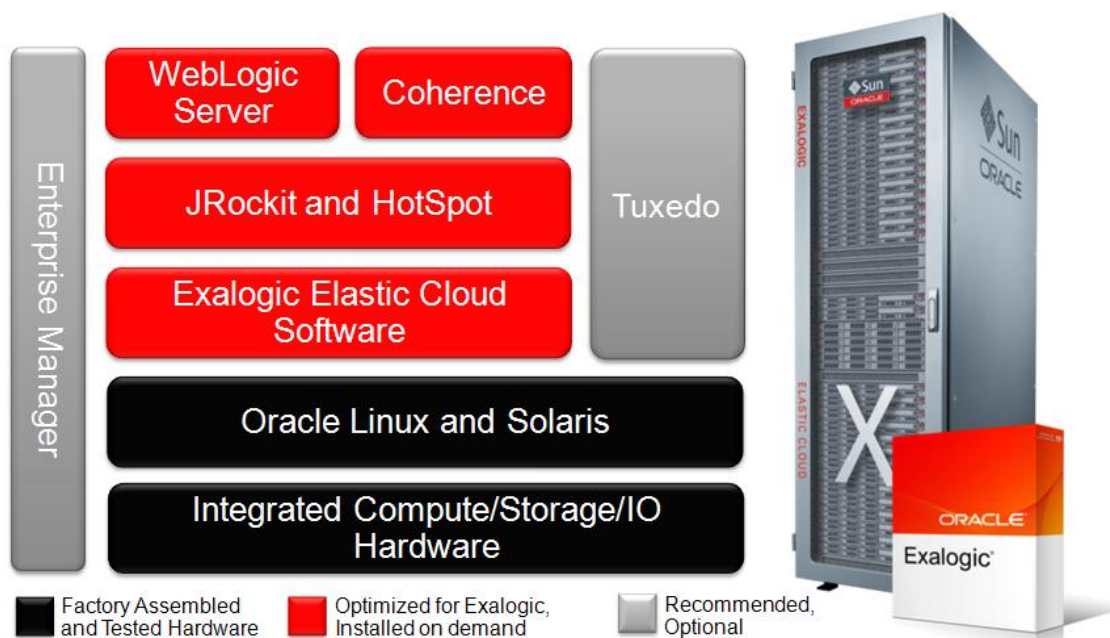 Enterprise Manager
WebLogic
Server
Coherence
Tuxedo
JRockit and HotSpot
Exalogic Elastic Cloud
Software
Oracle Linux and Solaris
Integrated Compute/Storage/IO
Hardware
Factory Assembled
and Tested Hardware
Optimized for Exalogic,
Installed on demand
Recommended,
Optional
Sun
ORACLE
EXALOGIC
ELASTIC CLOUD
X
Sun
ORACLE
ORACLE
Exalogic